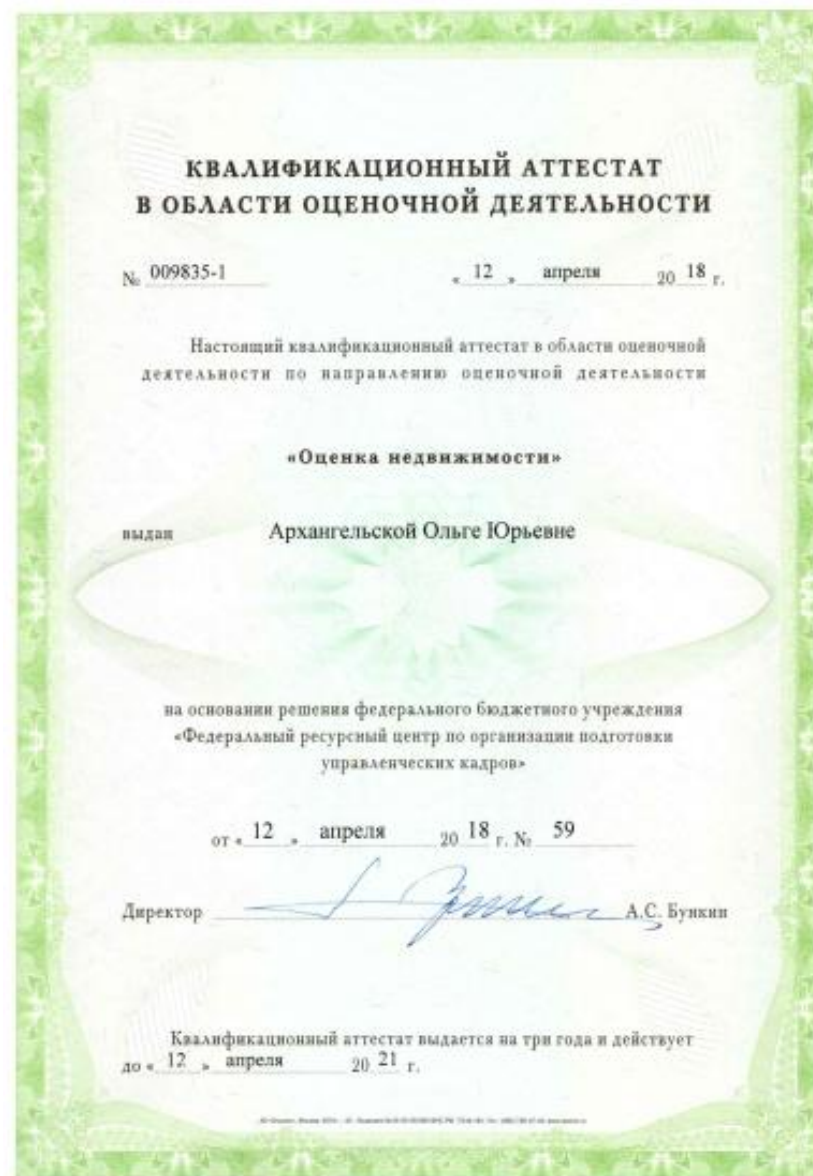 КВАЛИФИКАЦИОННЫЙ АТТЕСТАТ
В ОБЛАСТИ ОЦЕНОЧНОЙ ДЕЯТЕЛЬНОСТИ
№ 009835-1 « 12 » апреля 20 18 г.
Настоящий квалификационный аттестат в области оценочной
деятельности по направлению оценочной деятельности
«Оценка недвижимости»
выдан Архангельской Ольге Юрьевне
на основании решения федерального бюджетного учреждения
«Федеральный ресурсный центр по организации подготовки
управленческих кадров»
от « 12 » апреля 20 18 г. № 59
Директор А.С. Бункин
Квалификационный аттестат выдается на три года и действует
до « 12 » апреля 20 21 г.